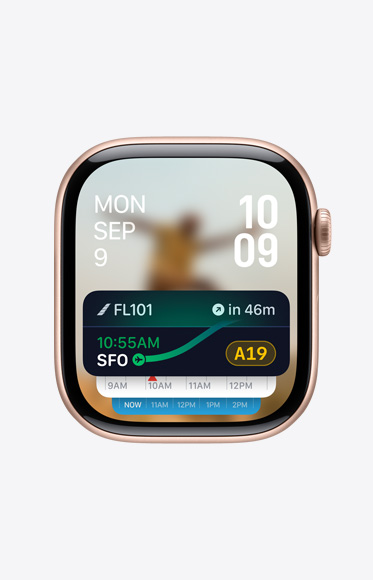 MON
SEP
9
10
09
FL101
in 46m
10:55AM
SFO
A19
9AM 10AM 11AM 12PM
NOW 11AM 12PM 1PM 2PM